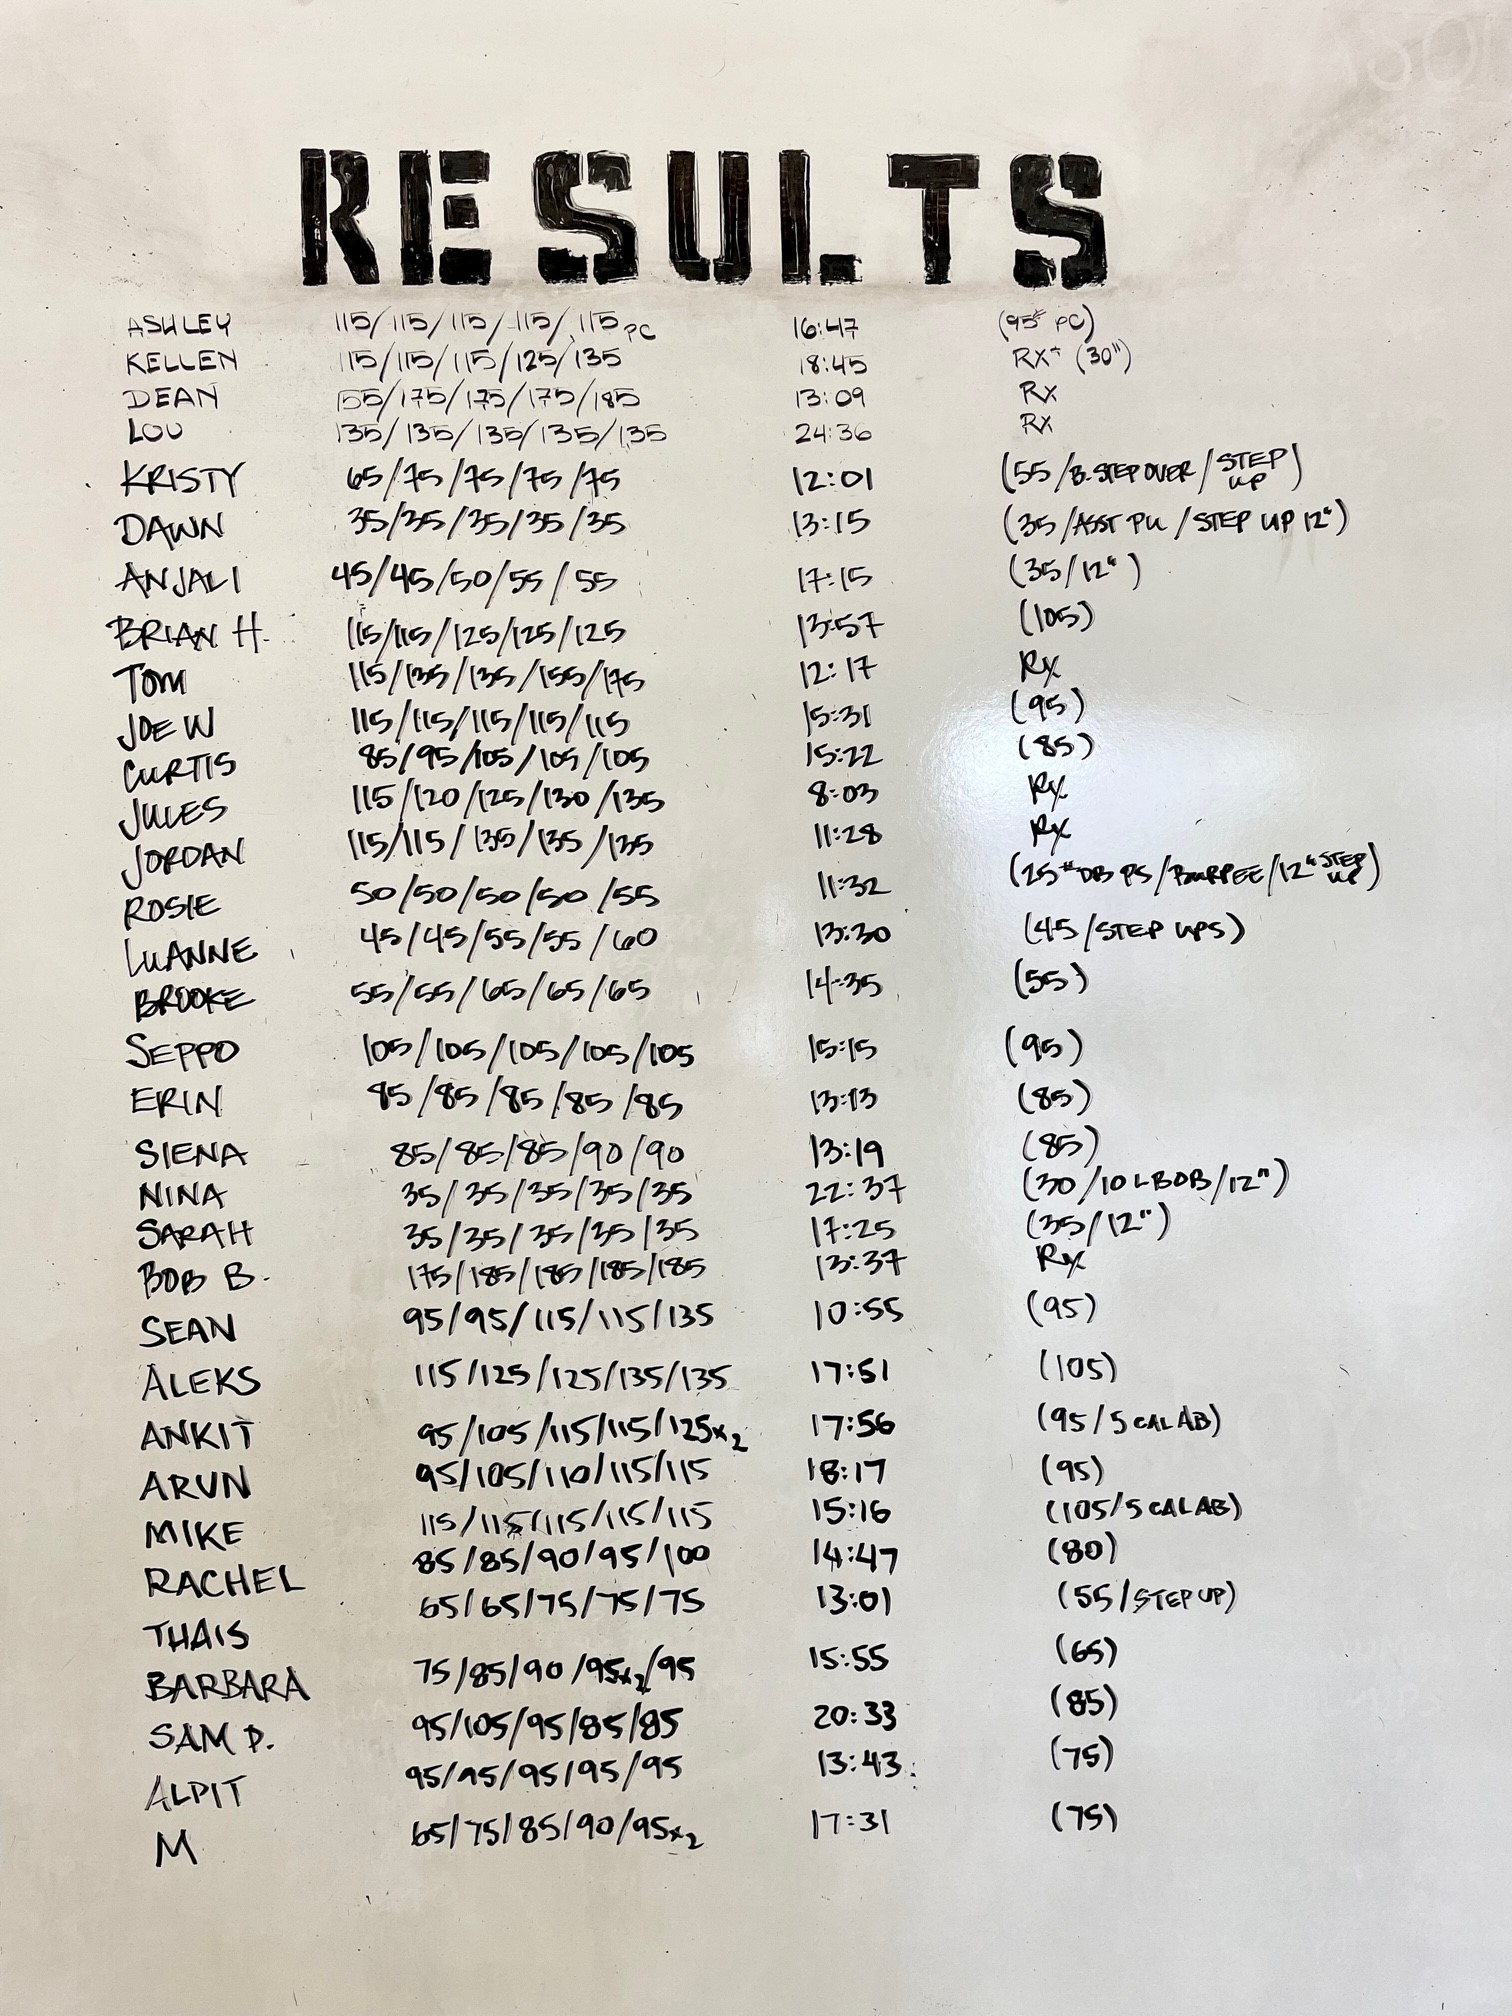 RESULTS
ASHLEY 115/115/115/115/115 PC 16:47 (95# PC)
KELLEN 115/115/115/125/135 18:45 RX+ (30")
DEAN 155/175/175/175/185 13:09 RX
LOU 135/135/135/135/135 24:36 RX
KRISTY 65/75/75/75/75 12:01 (55/B. STEP OVER/STEP UP)
DAWN 35/35/35/35/35 13:15 (35/ASST PU/STEP UP 12")
ANJALI 45/45/50/55/55 17:15 (35/12")
BRIAN H. 115/115/125/125/125 13:57 (105)
TOM 115/135/135/155/175 12:17 Rx
JOE W 115/115/115/115/115 15:31 (95)
CURTIS 85/95/105/105/105 15:22 (85)
JULES 115/120/125/130/135 8:03 Rx
JORDAN 115/115/135/135/135 11:28 Rx
ROSIE 50/50/50/50/55 11:32 (25# DB PS/BURPEE/12" STEP UP)
LUANNE 45/45/55/55/60 13:30 (45/STEP UPS)
BROOKE 55/55/65/65/65 14:35 (55)
SEPPO 105/105/105/105/105 15:15 (95)
ERIN 85/85/85/85/85 13:13 (85)
SIENA 85/85/85/90/90 13:19 (85)
NINA 35/35/35/35/35 22:37 (30/10LB DB/12")
SARAH 35/35/35/35/35 17:25 (35/12")
BOB B. 175/185/185/185/185 13:37 Rx
SEAN 95/95/115/115/135 10:55 (95)
ALEKS 115/125/125/135/135 17:51 (105)
ANKIT 95/105/115/115/125x2 17:56 (95/5 CAL AB)
ARUN 95/105/110/115/115 18:17 (95)
MIKE 115/115/115/115/115 15:16 (105/5 CAL AB)
RACHEL 85/85/90/95/100 14:47 (80)
THAIS 65/65/75/75/75 13:01 (55/STEP UP)
BARBARA 75/85/90/95x2/95 15:55 (65)
SAM P. 95/105/95/85/85 20:33 (85)
ALPIT 95/95/95/95/95 13:43 (75)
M 65/75/85/90/95x2 17:31 (75)